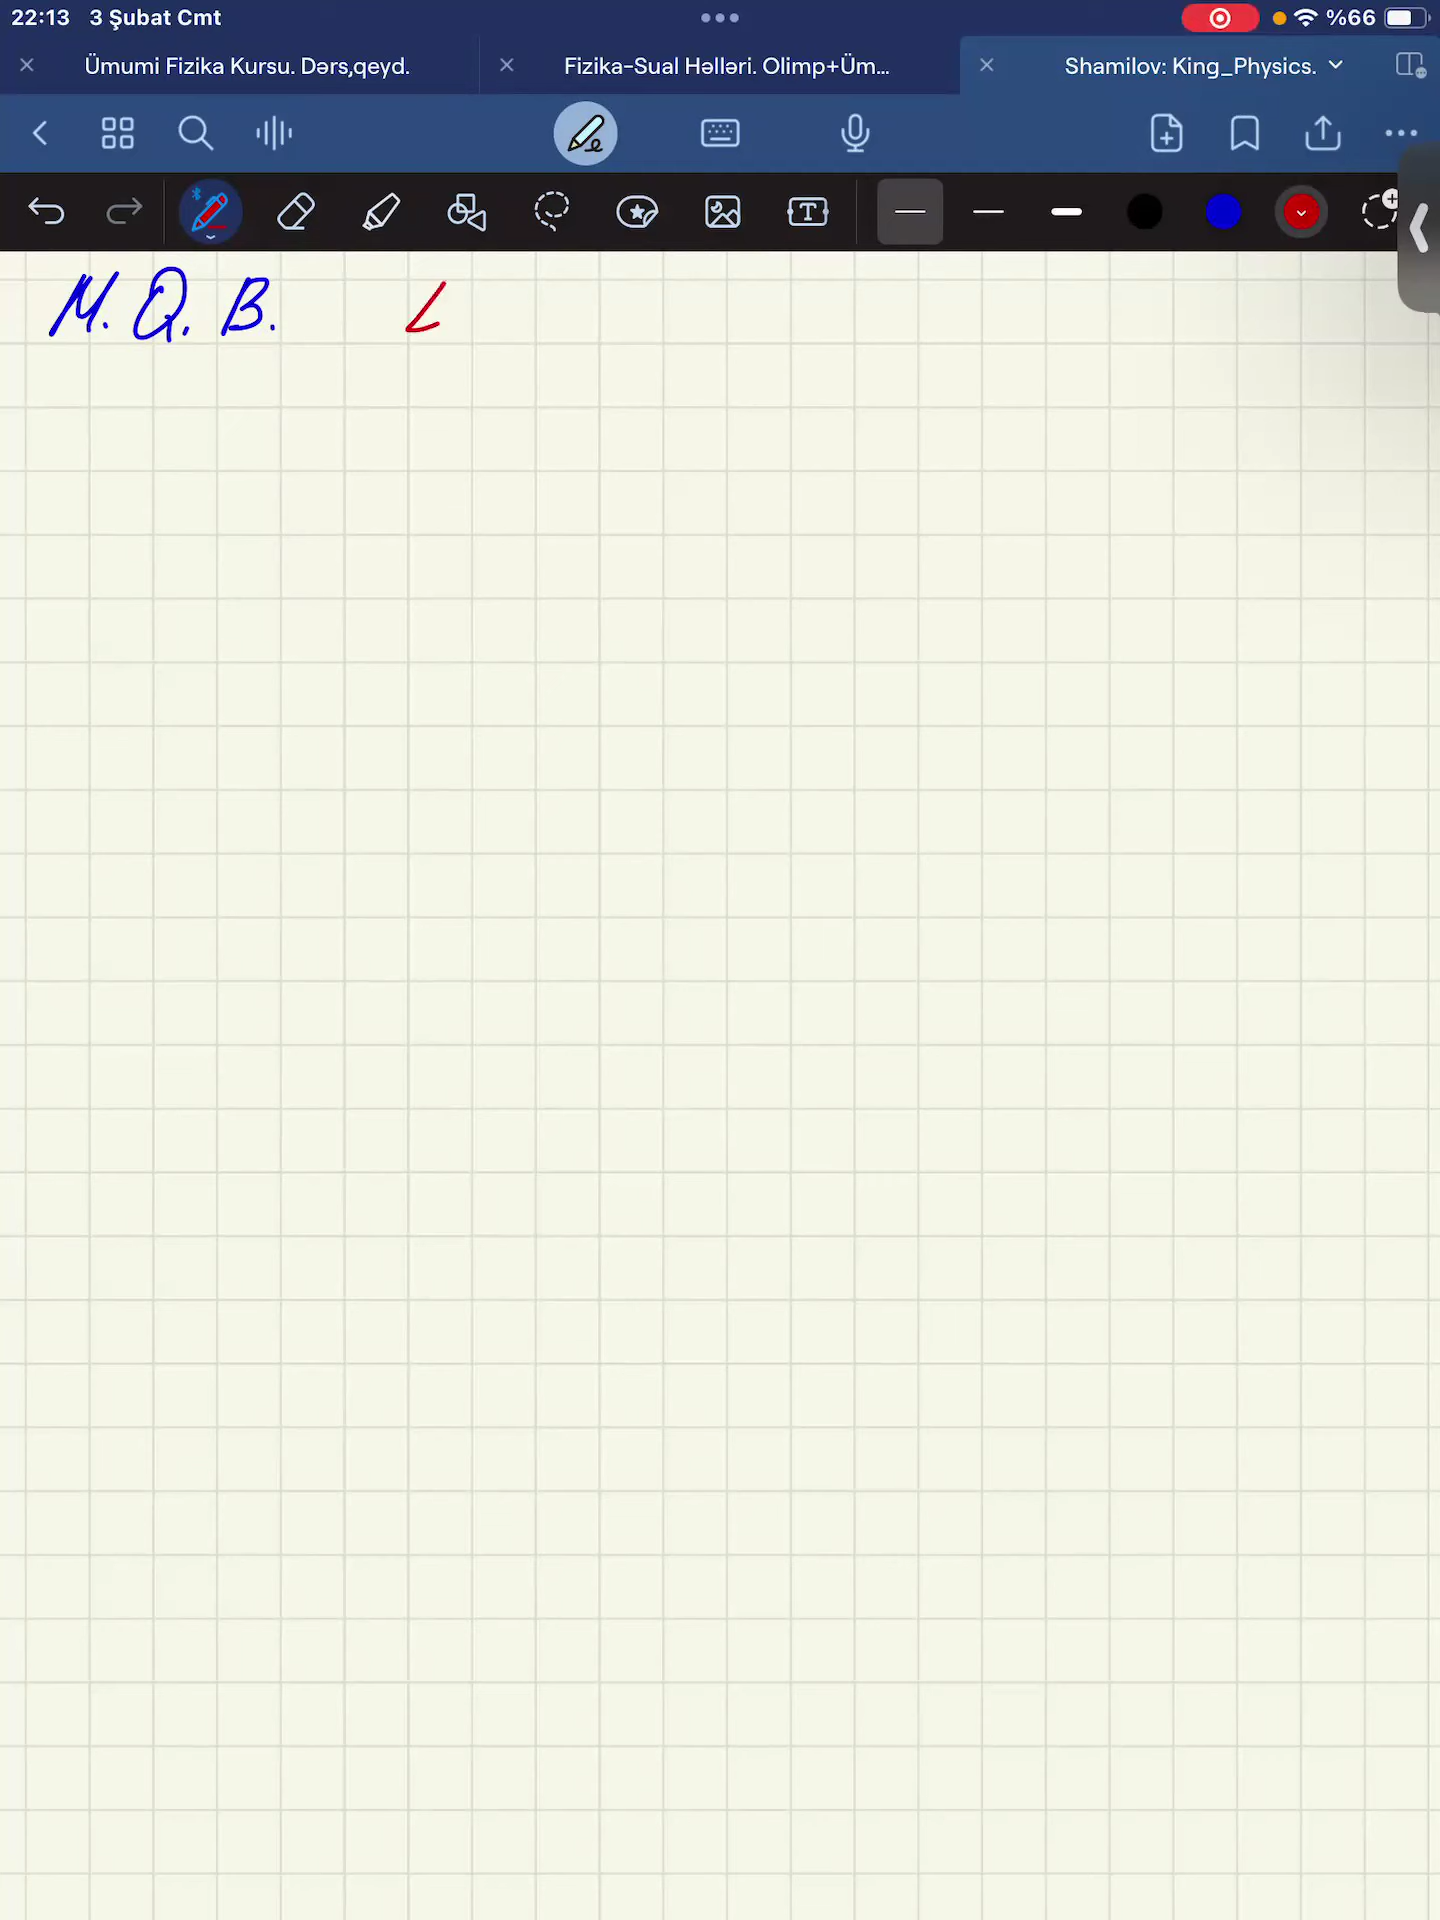 22:13 3 Şubat Cmt %66
Ümumi Fizika Kursu. Dərs,qeyd. Fizika-Sual Həlləri. Olimp+Üm... Shamilov: King_Physics.
M. Q. B. L